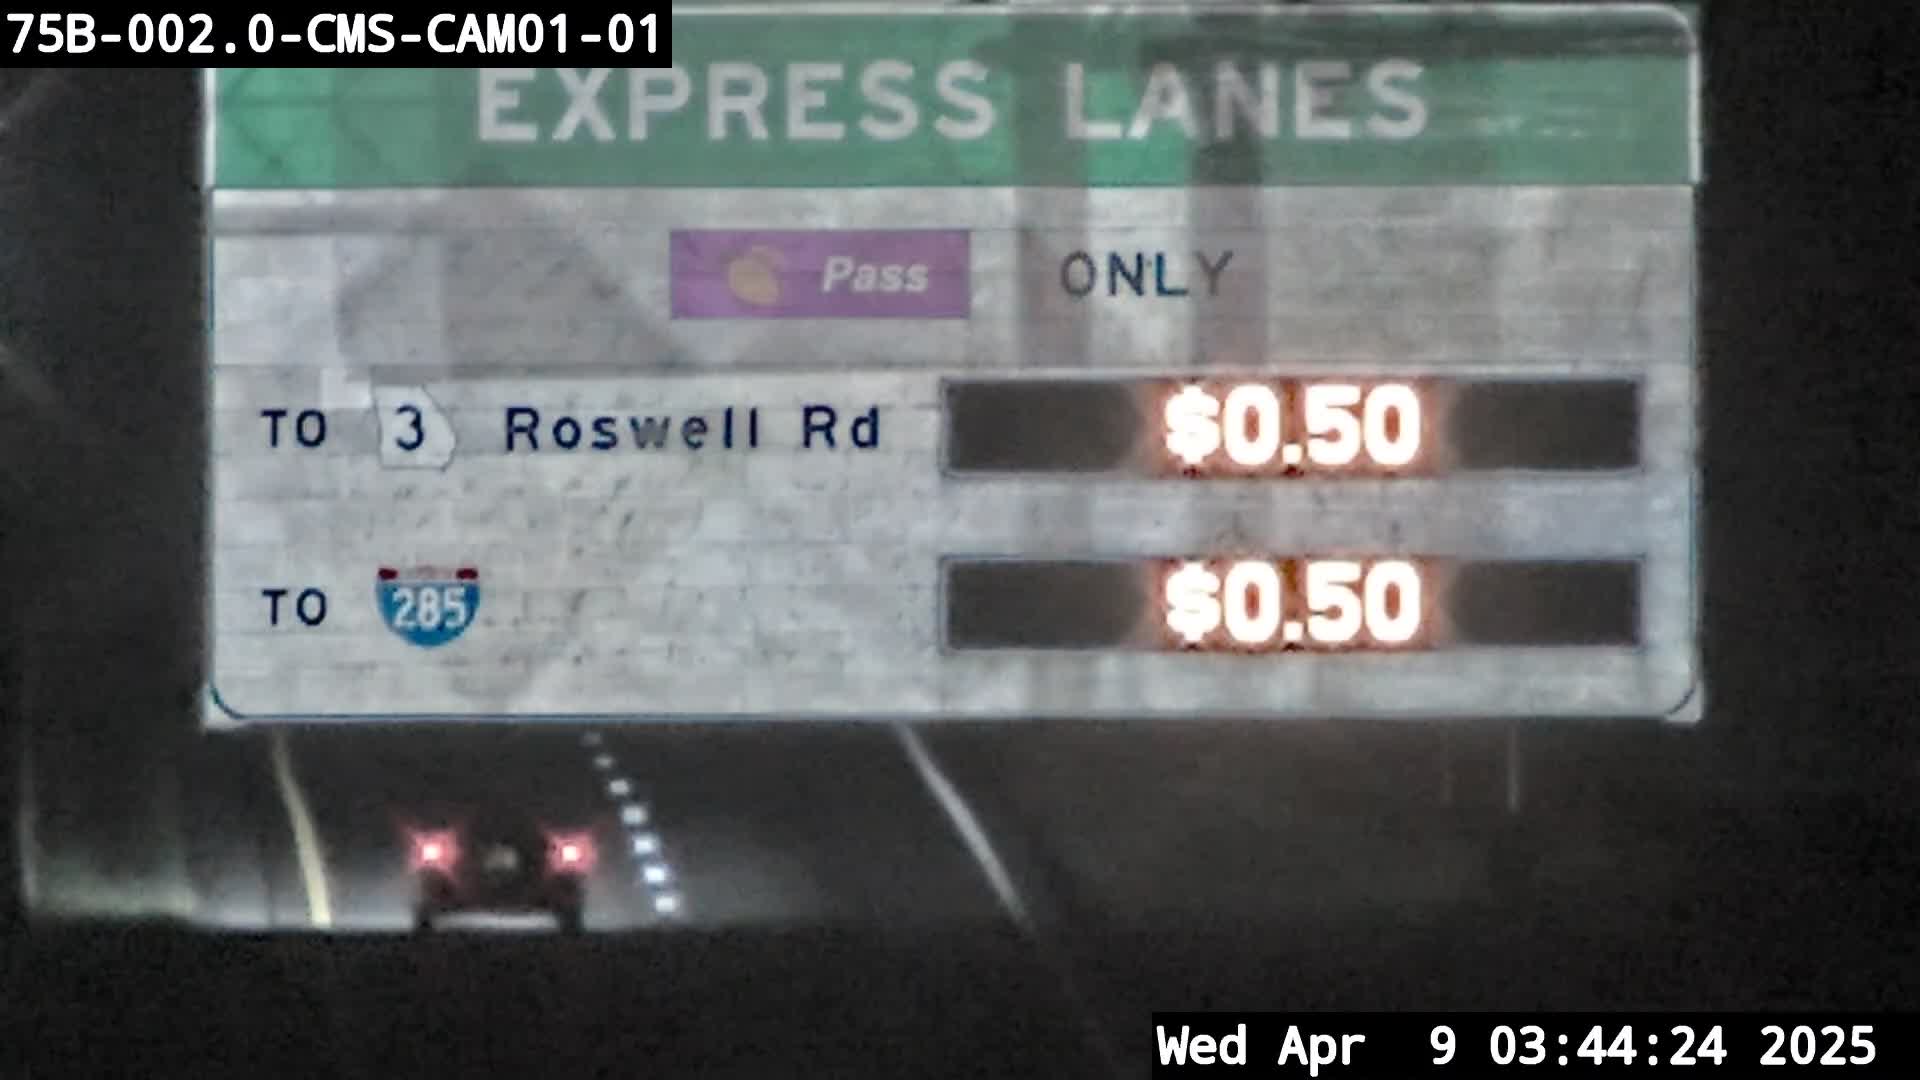 75B-002.0-CMS-CAM01-01
EXPRESS LANES
Pass ONLY
TO 3 Roswell Rd $0.50
TO 285 $0.50
Wed Apr 9 03:44:24 2025